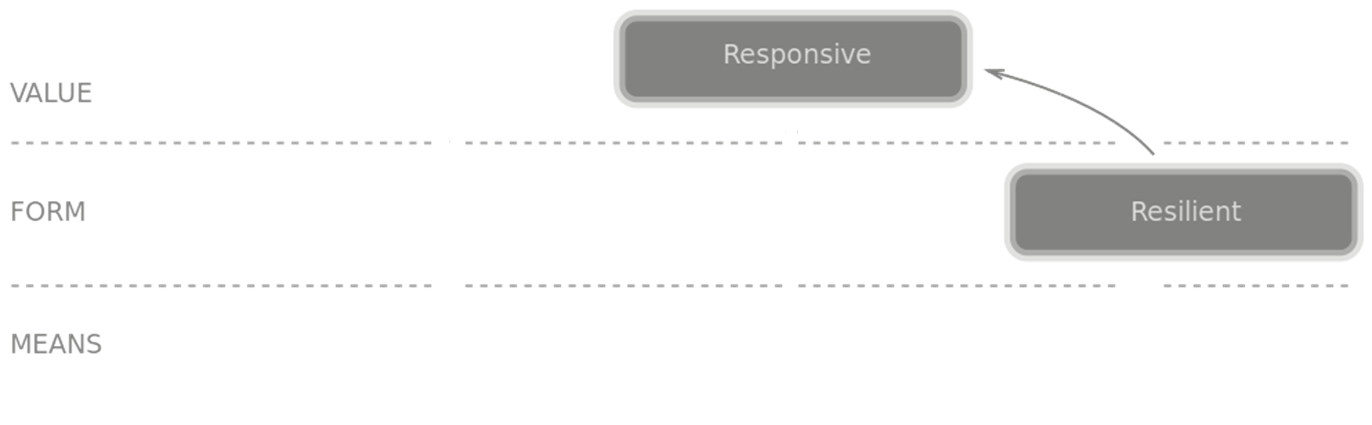 Responsive
VALUE
FORM
Resilient
MEANS